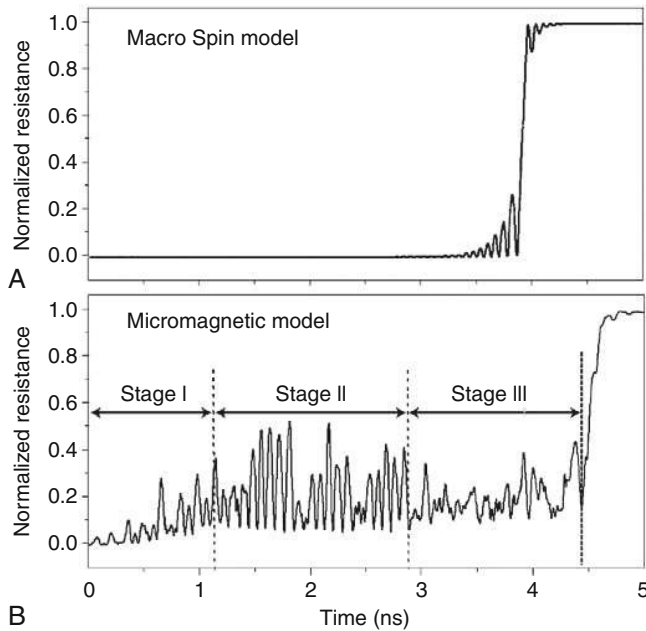 Macro Spin model
Normalized resistance
1.0
0.8
0.6
0.4
0.2
0.0
A
Micromagnetic model
Normalized resistance
1.0
0.8
0.6
0.4
0.2
0.0
Stage I
Stage II
Stage III
0 1 2 3 4 5
B
Time (ns)